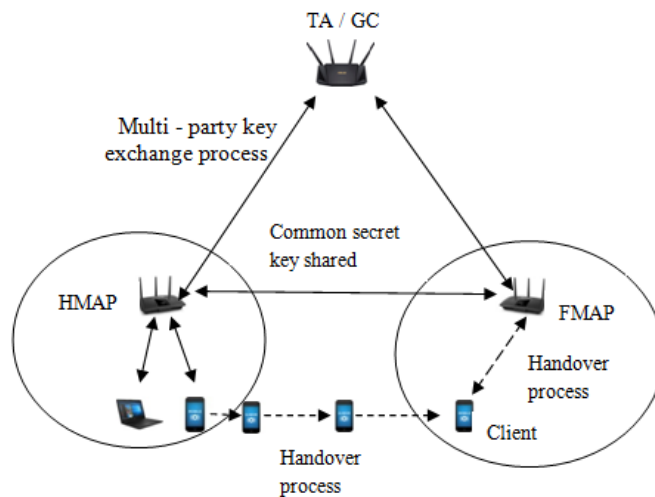 TA / GC
Multi - party key
exchange process
Common secret
key shared
HMAP
FMAP
Handover
process
Client
Handover
process